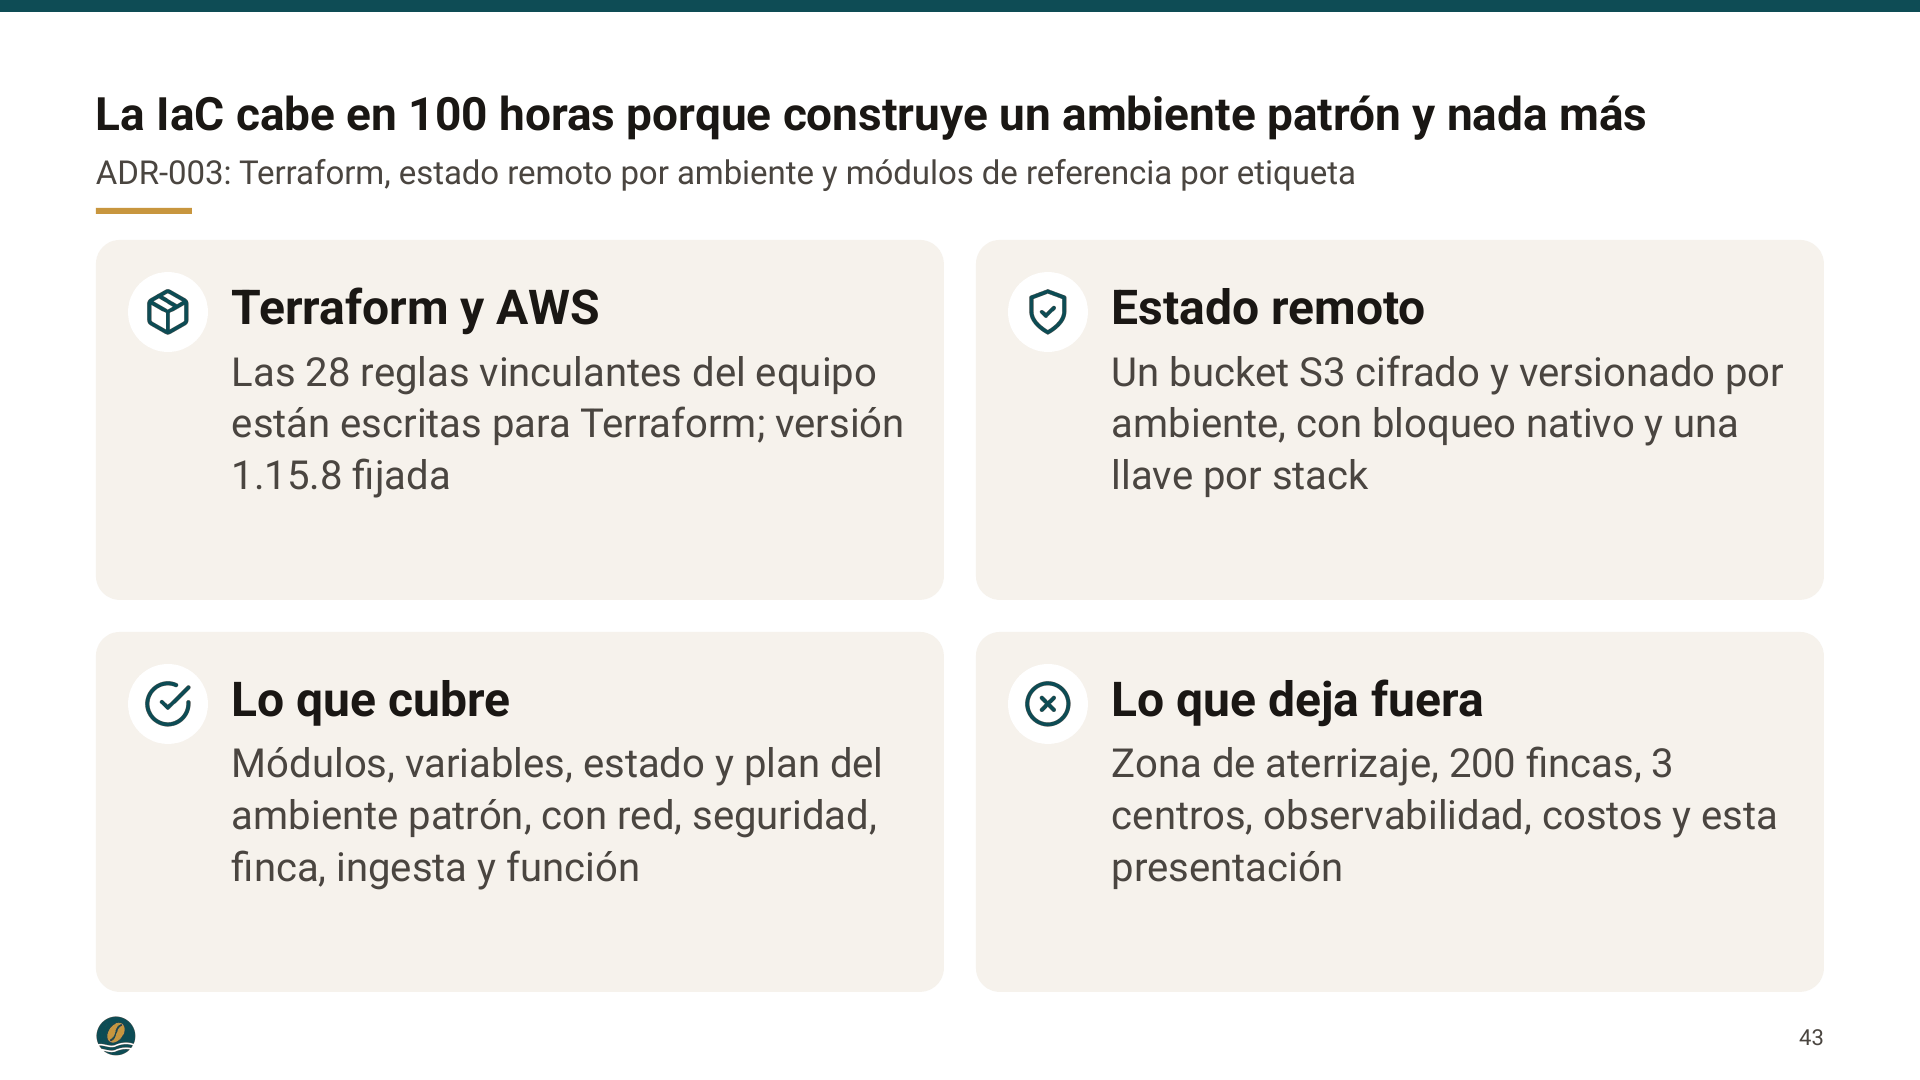 La IaC cabe en 100 horas porque construye un ambiente patrón y nada más
ADR-003: Terraform, estado remoto por ambiente y módulos de referencia por etiqueta
Terraform y AWS
Las 28 reglas vinculantes del equipo
están escritas para Terraform; versión
1.15.8 fijada
Estado remoto
Un bucket S3 cifrado y versionado por
ambiente, con bloqueo nativo y una
llave por stack
Lo que cubre
Módulos, variables, estado y plan del
ambiente patrón, con red, seguridad,
finca, ingesta y función
Lo que deja fuera
Zona de aterrizaje, 200 fincas, 3
centros, observabilidad, costos y esta
presentación
43